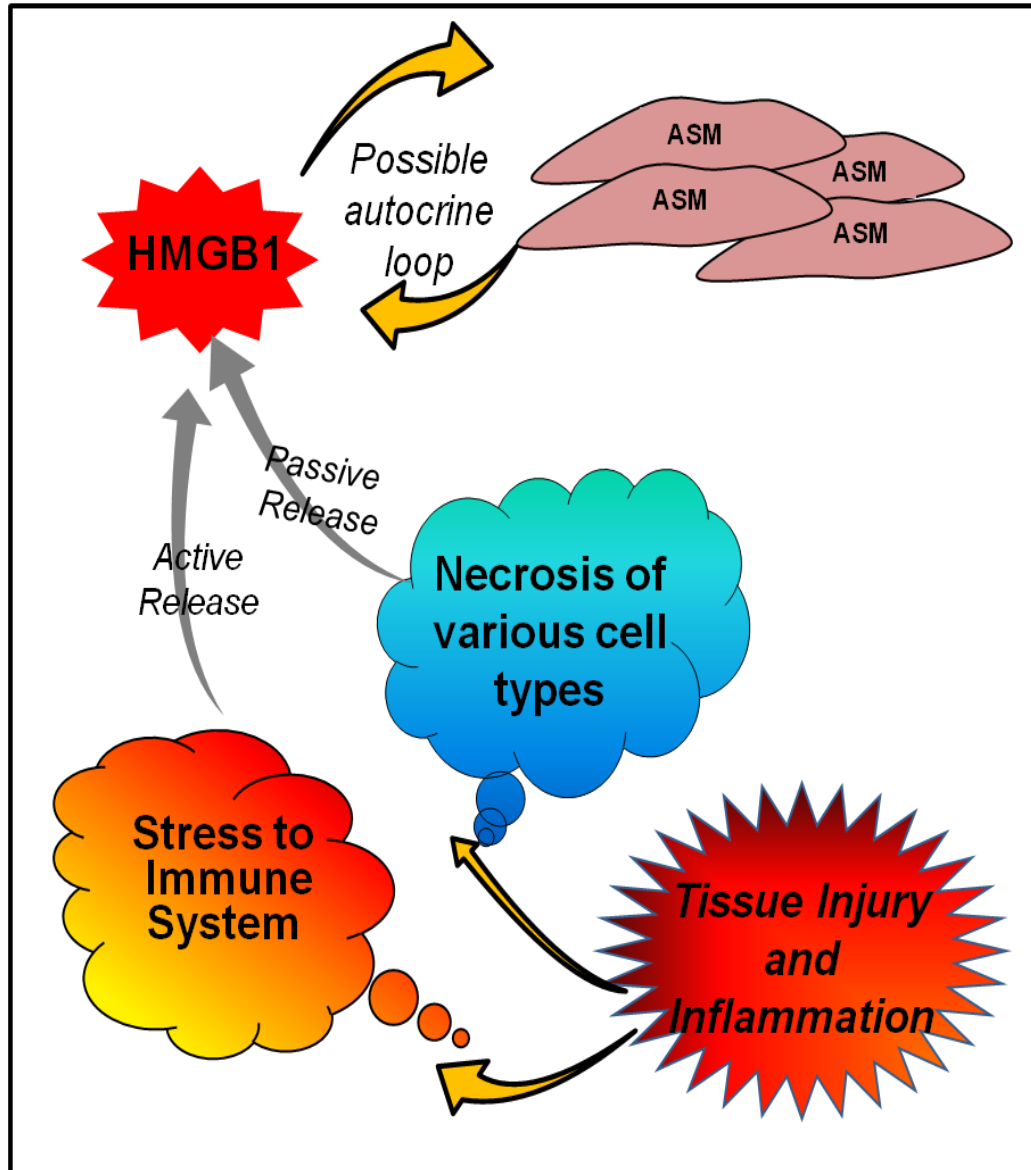 Possible
autocrine
loop
ASM
ASM
ASM
ASM
HMGB1
Passive
Release
Active
Release
Necrosis of
various cell
types
Stress to
Immune
System
Tissue Injury
and
Inflammation